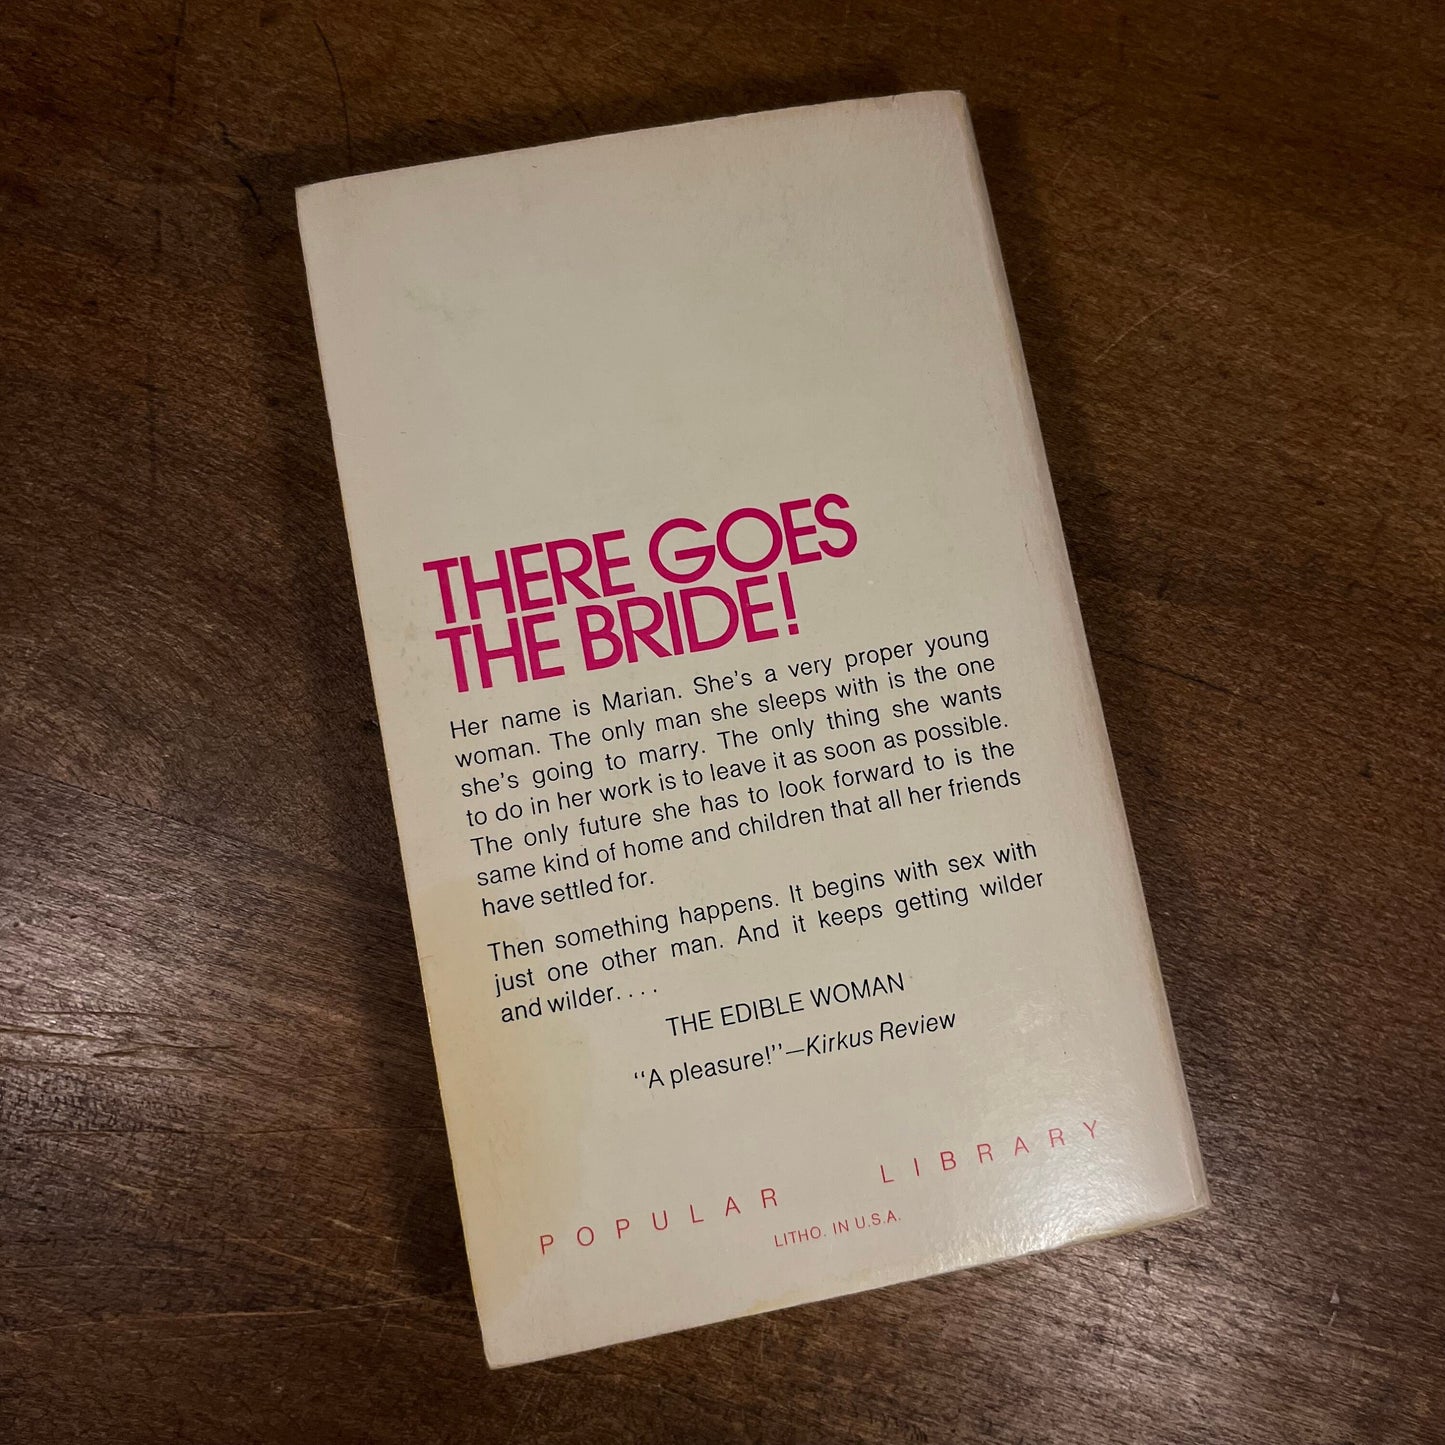 THERE GOES
THE BRIDE!
Her name is Marian. She's a very proper young
woman. The only man she sleeps with is the one
she's going to marry. The only thing she wants
to do in her work is to leave it as soon as possible.
The only future she has to look forward to is the
same kind of home and children that all her friends
have settled for.
Then something happens. It begins with sex with
just one other man. And it keeps getting wilder
and wilder. . . .
THE EDIBLE WOMAN
"A pleasure!"—Kirkus Review
POPULAR LIBRARY
LITHO. IN U.S.A.